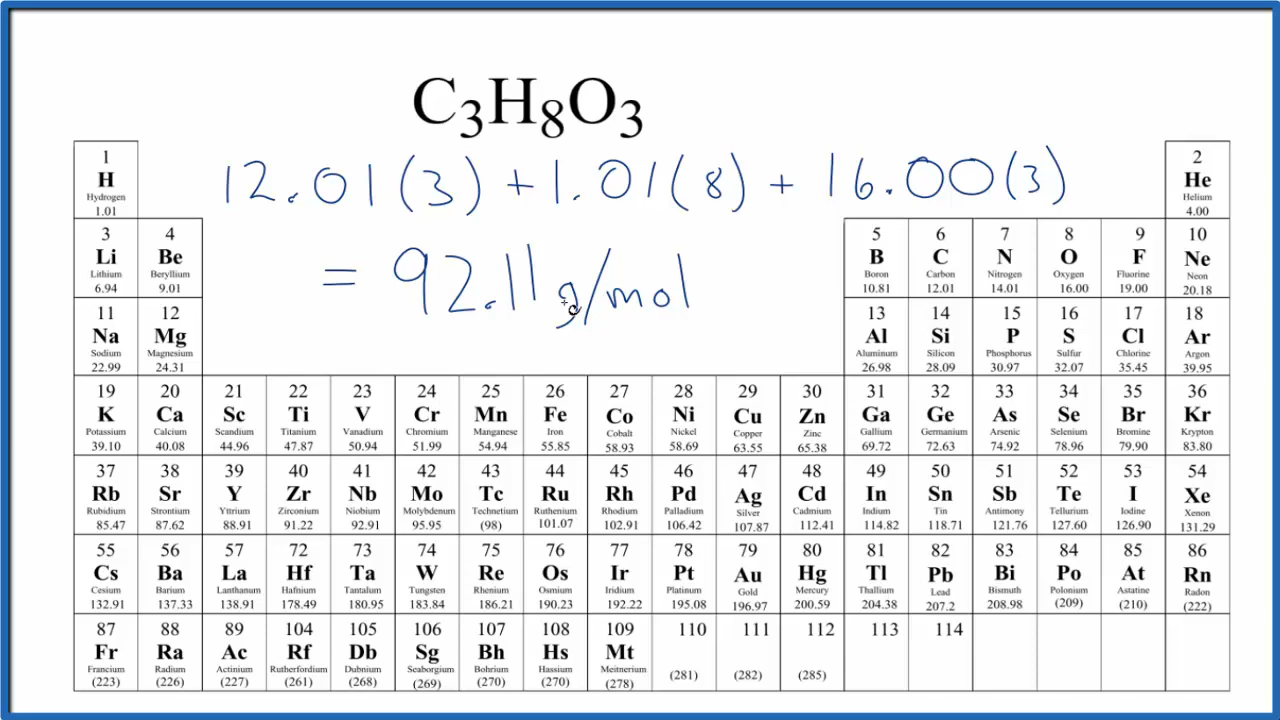 C₃H₈O₃
12.01(3) + 1.01(8) + 16.00(3)
= 92.11 g/mol
1 2
H He
Hydrogen Helium
1.01 4.00
3 4 5 6 7 8 9 10
Li Be B C N O F Ne
Lithium Beryllium Boron Carbon Nitrogen Oxygen Fluorine Neon
6.94 9.01 10.81 12.01 14.01 16.00 19.00 20.18
11 12 13 14 15 16 17 18
Na Mg Al Si P S Cl Ar
Sodium Magnesium Aluminum Silicon Phosphorus Sulfur Chlorine Argon
22.99 24.31 26.98 28.09 30.97 32.07 35.45 39.95
19 20 21 22 23 24 25 26 27 28 29 30 31 32 33 34 35 36
K Ca Sc Ti V Cr Mn Fe Co Ni Cu Zn Ga Ge As Se Br Kr
Potassium Calcium Scandium Titanium Vanadium Chromium Manganese Iron Cobalt Nickel Copper Zinc Gallium Germanium Arsenic Selenium Bromine Krypton
39.10 40.08 44.96 47.87 50.94 51.99 54.94 55.85 58.93 58.69 63.55 65.38 69.72 72.63 74.92 78.96 79.90 83.80
37 38 39 40 41 42 43 44 45 46 47 48 49 50 51 52 53 54
Rb Sr Y Zr Nb Mo Tc Ru Rh Pd Ag Cd In Sn Sb Te I Xe
Rubidium Strontium Yttrium Zirconium Niobium Molybdenum Technetium Ruthenium Rhodium Palladium Silver Cadmium Indium Tin Antimony Tellurium Iodine Xenon
85.47 87.62 88.91 91.22 92.91 95.95 (98) 101.07 102.91 106.42 107.87 112.41 114.82 118.71 121.76 127.60 126.90 131.29
55 56 57 72 73 74 75 76 77 78 79 80 81 82 83 84 85 86
Cs Ba La Hf Ta W Re Os Ir Pt Au Hg Tl Pb Bi Po At Rn
Cesium Barium Lanthanum Hafnium Tantalum Tungsten Rhenium Osmium Iridium Platinum Gold Mercury Thallium Lead Bismuth Polonium Astatine Radon
132.91 137.33 138.91 178.49 180.95 183.84 186.21 190.23 192.22 195.08 196.97 200.59 204.38 207.2 208.98 (209) (210) (222)
87 88 89 104 105 106 107 108 109 110 111 112 113 114
Fr Ra Ac Rf Db Sg Bh Hs Mt
Francium Radium Actinium Rutherfordium Dubnium Seaborgium Bohrium Hassium Meitnerium
(223) (226) (227) (261) (268) (269) (270) (270) (278) (281) (282) (285)